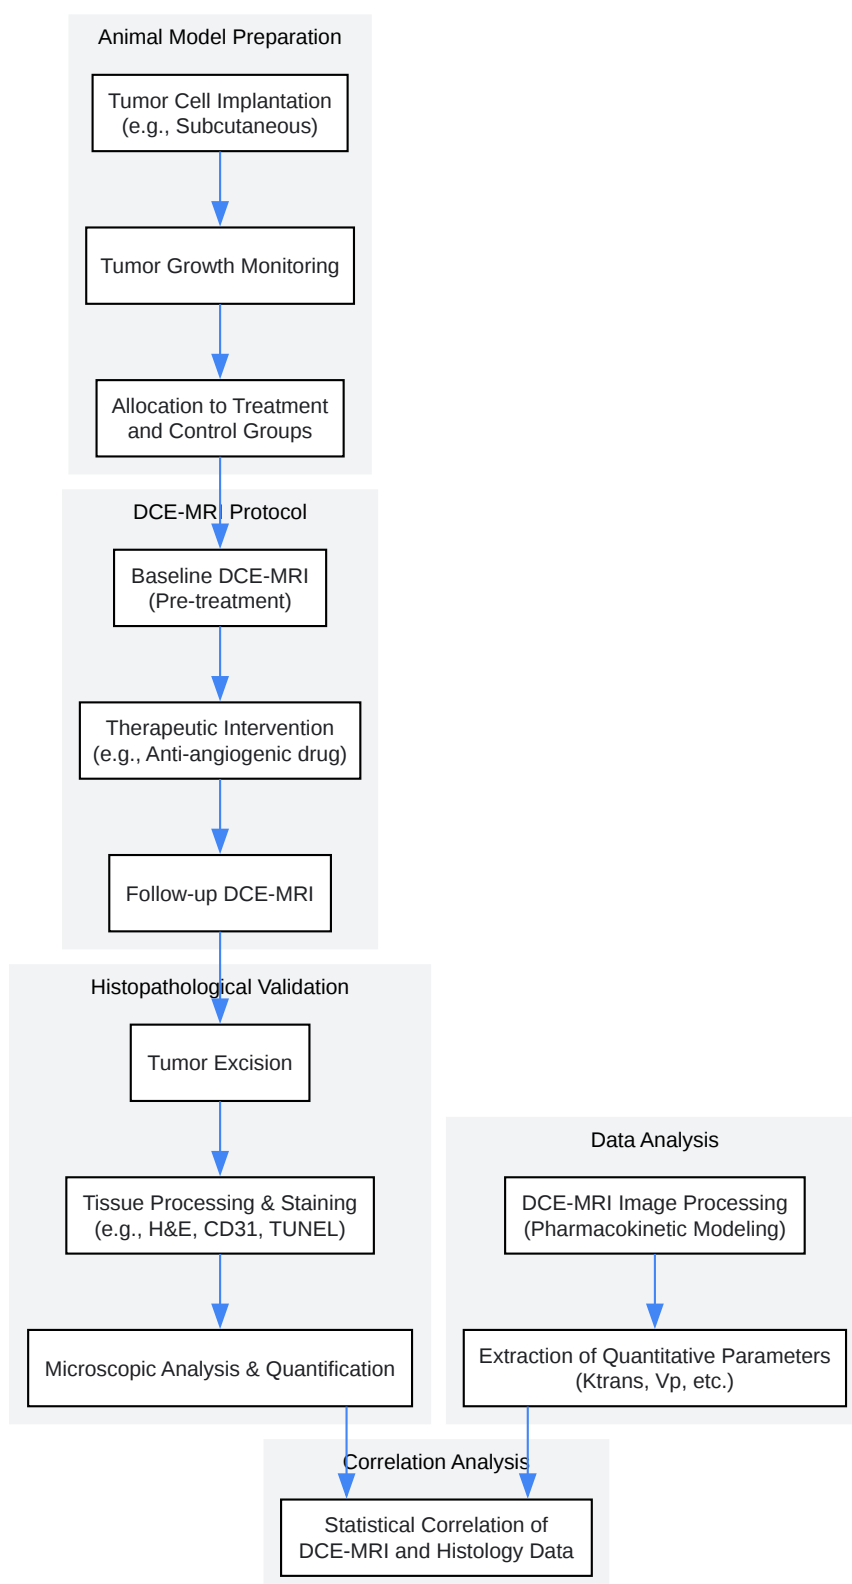 Animal Model Preparation
Tumor Cell Implantation
(e.g., Subcutaneous)
Tumor Growth Monitoring
Allocation to Treatment
and Control Groups
DCE-MRI Protocol
Baseline DCE-MRI
(Pre-treatment)
Therapeutic Intervention
(e.g., Anti-angiogenic drug)
Follow-up DCE-MRI
Histopathological Validation
Tumor Excision
Tissue Processing & Staining
(e.g., H&E, CD31, TUNEL)
Microscopic Analysis & Quantification
Data Analysis
DCE-MRI Image Processing
(Pharmacokinetic Modeling)
Extraction of Quantitative Parameters
(Ktrans, Vp, etc.)
Correlation Analysis
Statistical Correlation of
DCE-MRI and Histology Data